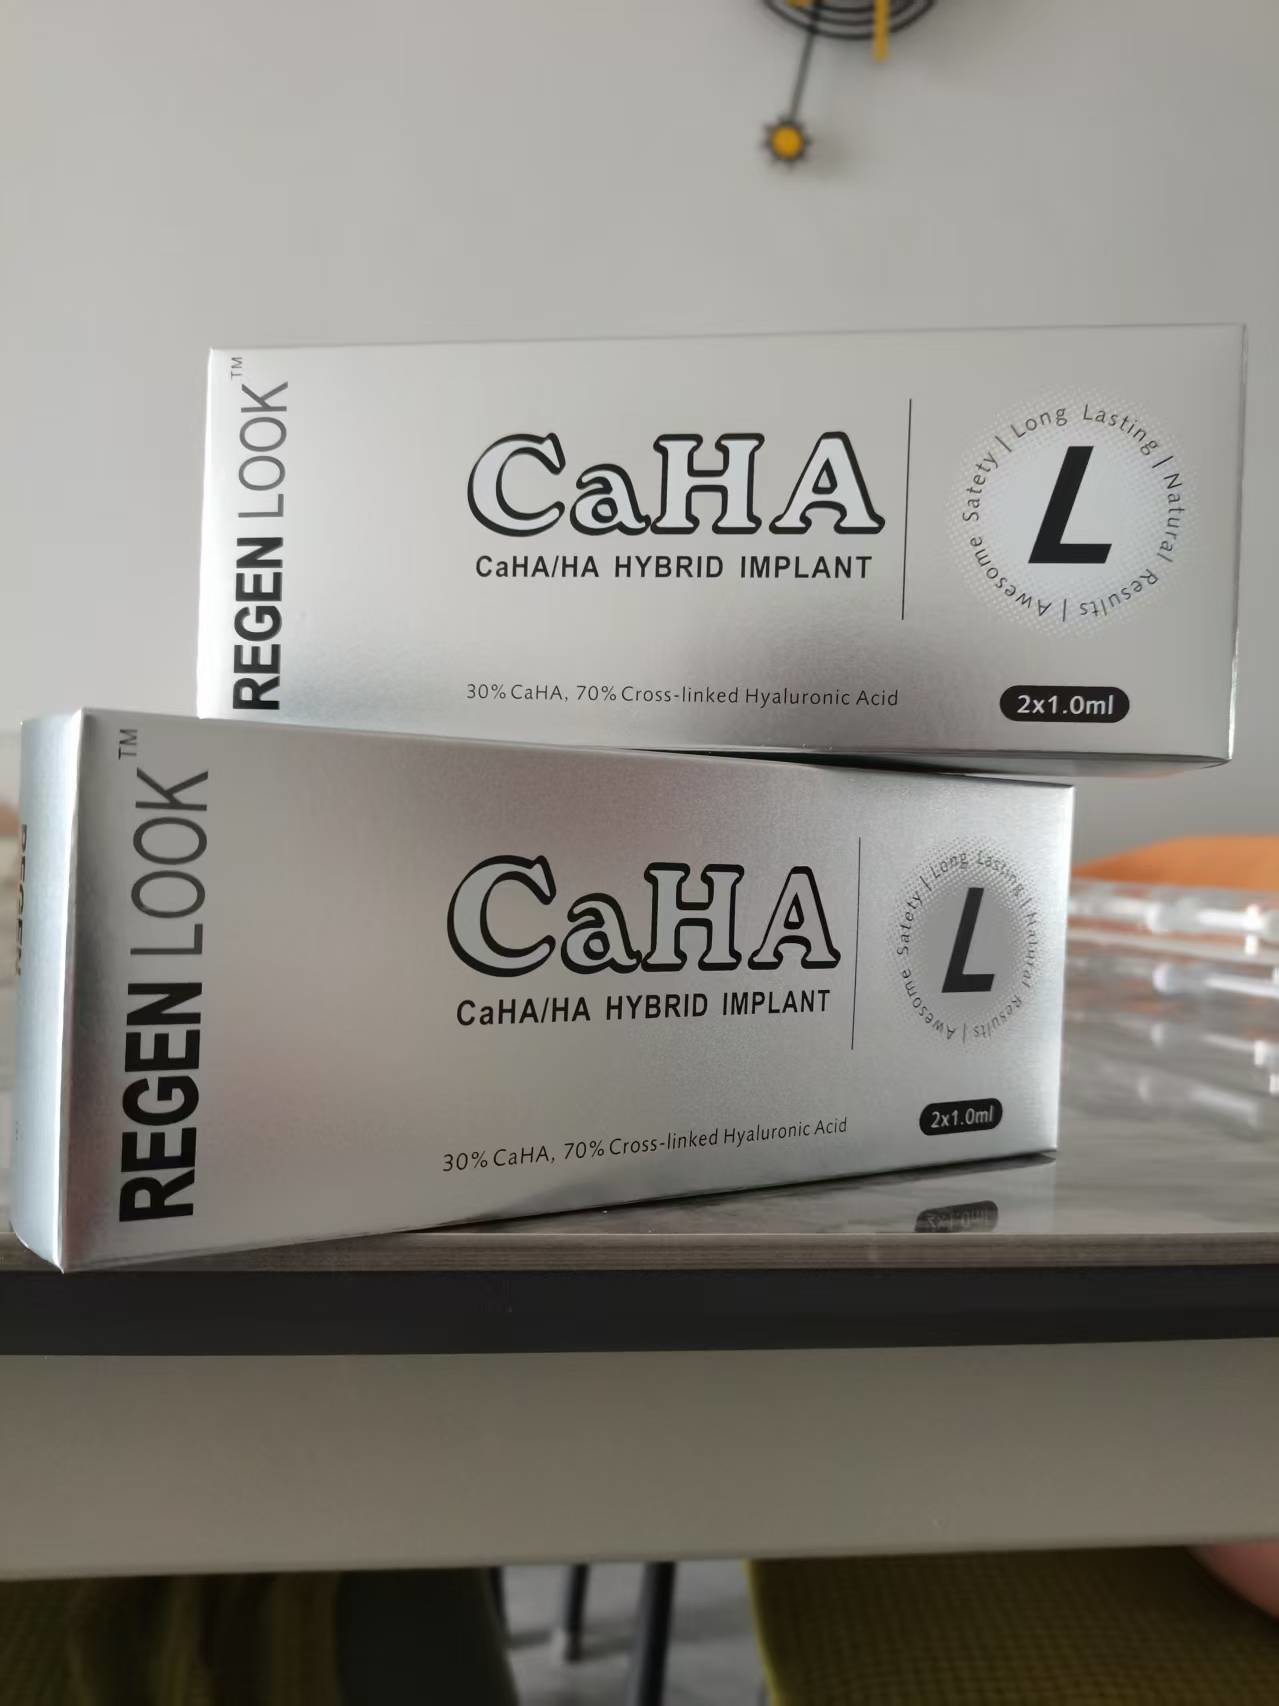 REGEN LOOK™
CaHA
CaHA/HA HYBRID IMPLANT
30% CaHA, 70% Cross-linked Hyaluronic Acid
Awesome Satety | Long Lasting | Natural Results |
L
2x1.0ml
REGEN LOOK™
CaHA
CaHA/HA HYBRID IMPLANT
30% CaHA, 70% Cross-linked Hyaluronic Acid
Awesome Satety | Long Lasting | Natural Results |
L
2x1.0ml
REGEN